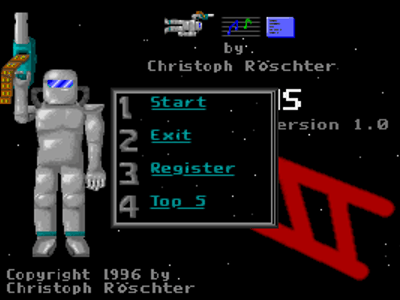 by
Christoph Röschter
ersion 1.0
1 Start
2 Exit
3 Register
4 Top 5
Copyright 1996 by
Christoph Röschter